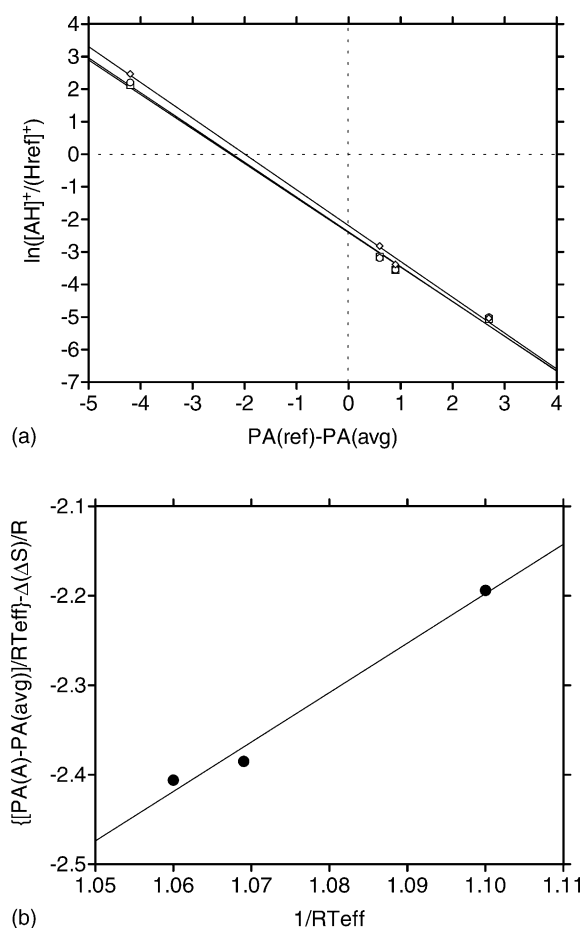 4
3
2
1
0
-1
-2
-3
-4
-5
-6
-7
ln([AH]⁺/(Href]⁺)
-5 -4 -3 -2 -1 0 1 2 3 4
(a) PA(ref)-PA(avg)
-2.1
-2.2
-2.3
-2.4
-2.5
{[PA(A)-PA(avg)]/RTeff}-Δ(ΔS)/R
1.05 1.06 1.07 1.08 1.09 1.10 1.11
(b) 1/RTeff